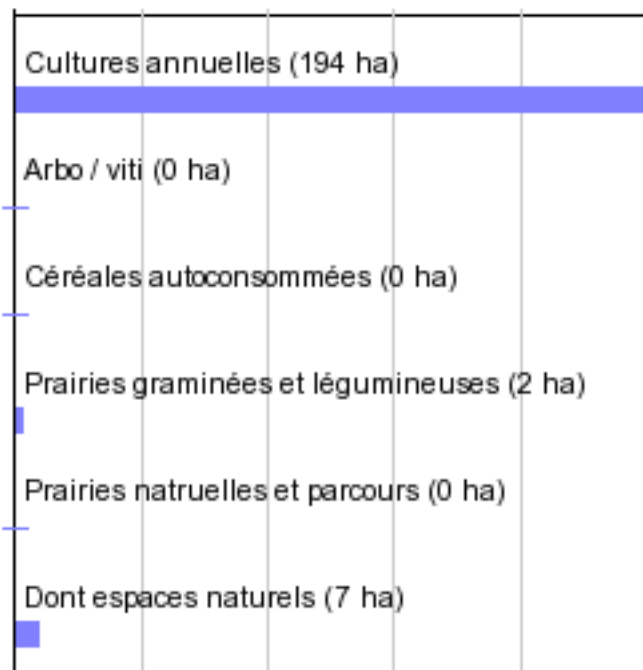 Cultures annuelles (194 ha)
Arbo / viti (0 ha)
Céréales autoconsommées (0 ha)
Prairies graminées et légumineuses (2 ha)
Prairies natruelles et parcours (0 ha)
Dont espaces naturels (7 ha)